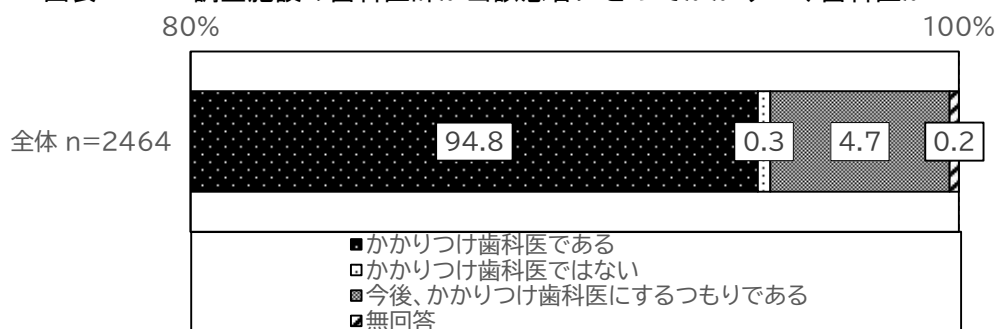 80%
100%
全体 n=2464
94.8
0.3
4.7
0.2
かかりつけ歯科医である
かかりつけ歯科医ではない
今後、かかりつけ歯科医にするつもりである
無回答